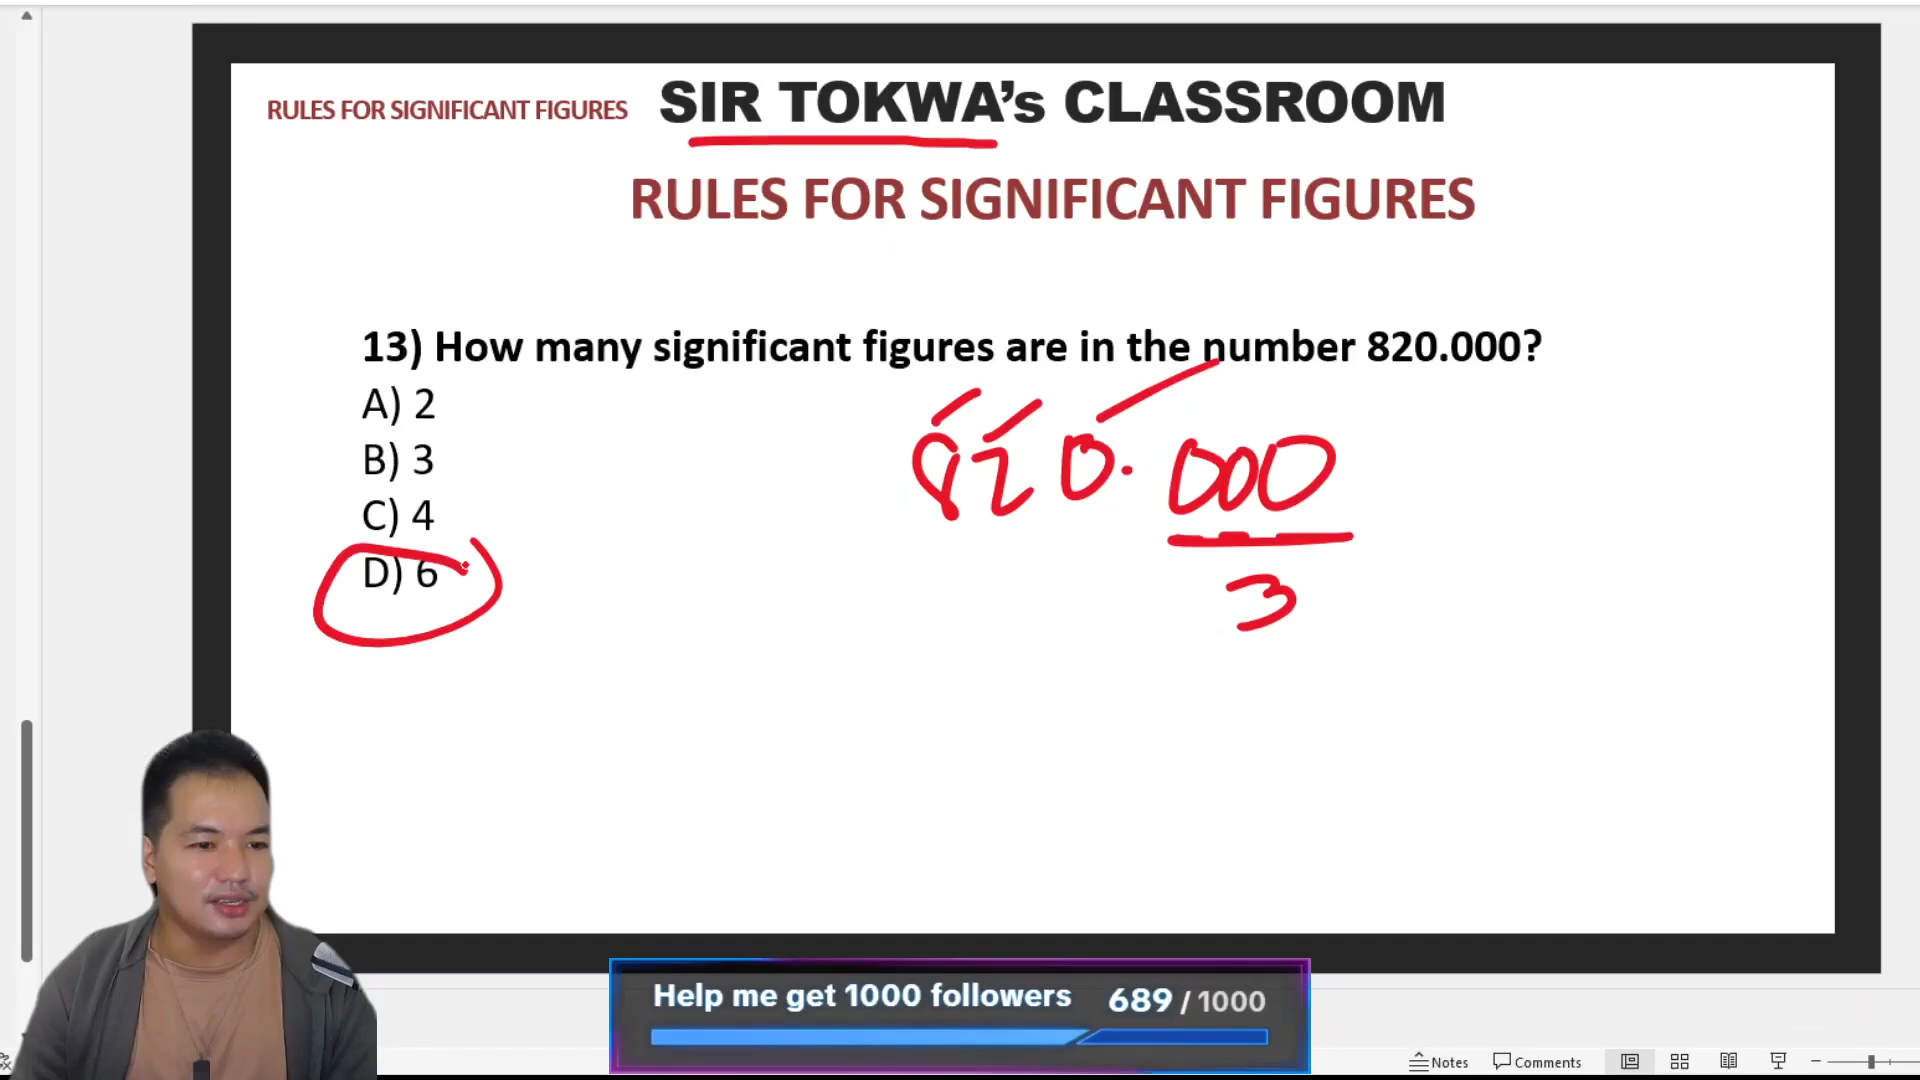 RULES FOR SIGNIFICANT FIGURES
SIR TOKWA's CLASSROOM
RULES FOR SIGNIFICANT FIGURES
13) How many significant figures are in the number 820.000?
A) 2
B) 3
C) 4
D) 6
820.000
3
Help me get 1000 followers 689 / 1000
Notes
Comments